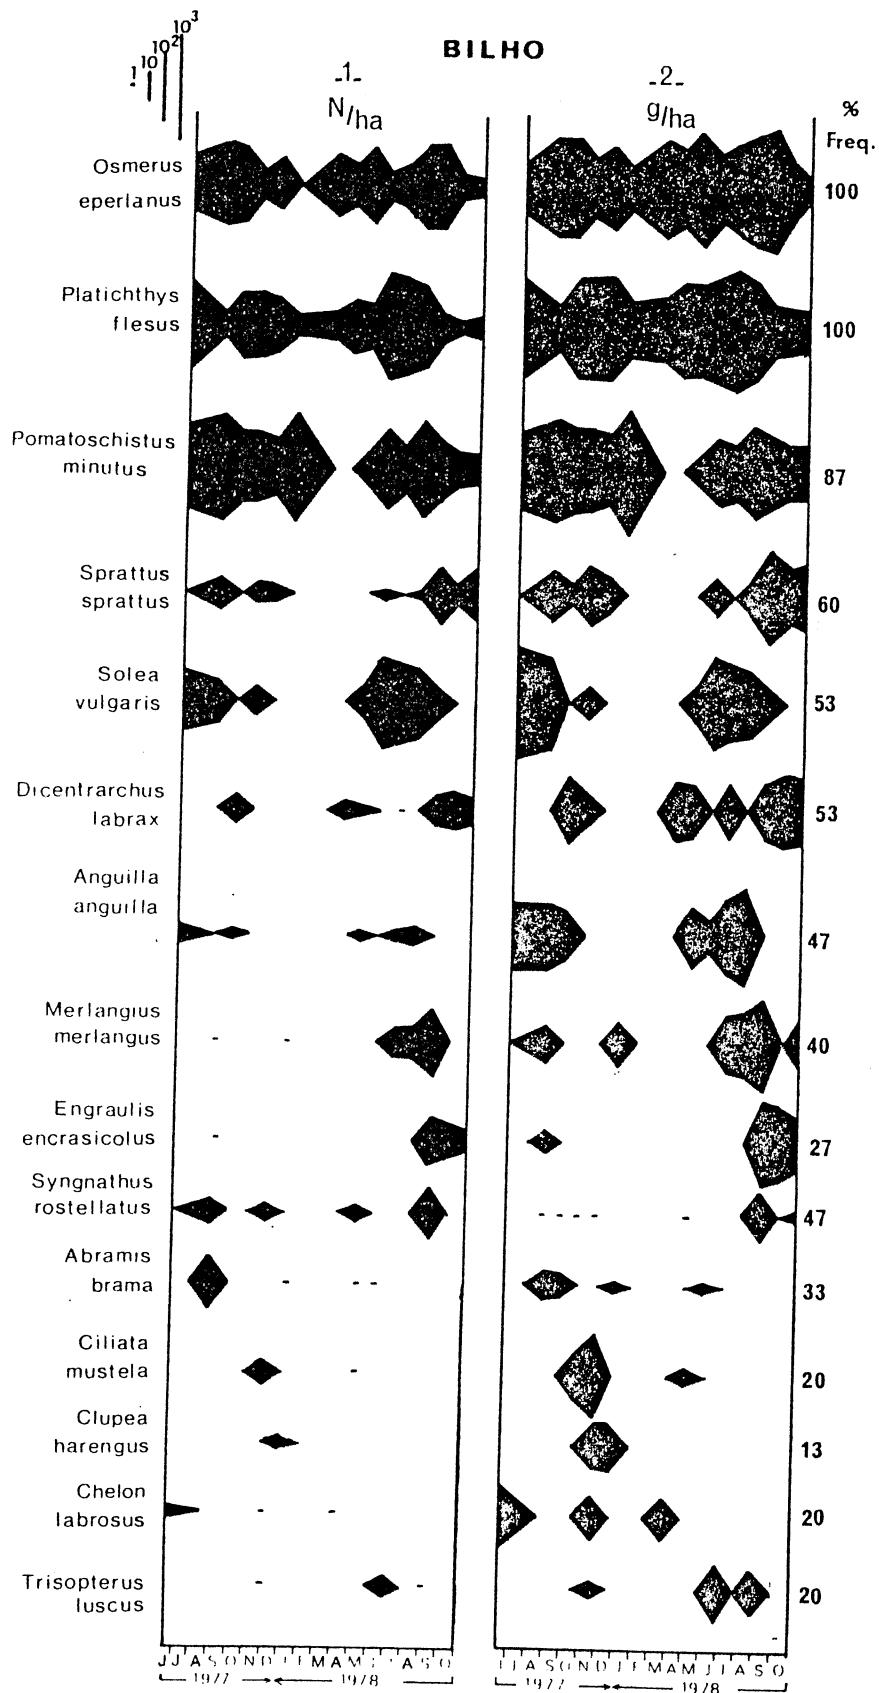 BILHO
1 10 10² 10³
-1-
N/ha
-2-
g/ha
%
Freq.
Osmerus
eperlanus
100
Platichthys
flesus
100
Pomatoschistus
minutus
87
Sprattus
sprattus
60
Solea
vulgaris
53
Dicentrarchus
labrax
53
Anguilla
anguilla
47
Merlangius
merlangus
40
Engraulis
encrasicolus
27
Syngnathus
rostellatus
47
Abramis
brama
33
Ciliata
mustela
20
Clupea
harengus
13
Chelon
labrosus
20
Trisopterus
luscus
20
J J A S O N D J F M A M J J A S O
1977 1978
J J A S O N D J F M A M J J A S O
1977 1978